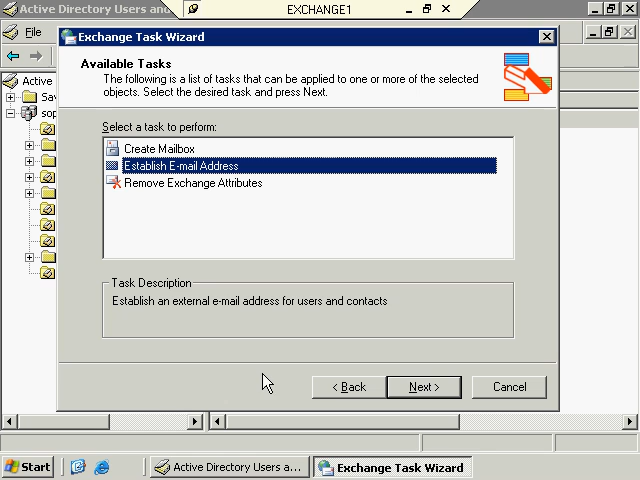 Active Directory Users and
EXCHANGE1
File
Exchange Task Wizard
Available Tasks
The following is a list of tasks that can be applied to one or more of the selected
objects. Select the desired task and press Next.
Active
Sav
sop
Select a task to perform:
Create Mailbox
Establish E-mail Address
Remove Exchange Attributes
Task Description
Establish an external e-mail address for users and contacts
< Back
Next >
Cancel
Start
Active Directory Users a...
Exchange Task Wizard